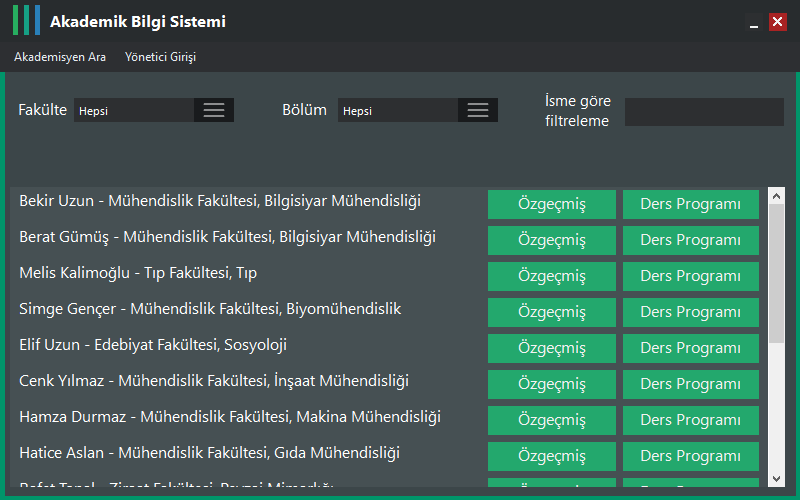 Akademik Bilgi Sistemi
Akademisyen Ara Yönetici Girişi
Fakülte Hepsi Bölüm Hepsi İsme göre
filtreleme
Bekir Uzun - Mühendislik Fakültesi, Bilgisiyar Mühendisliği Özgeçmiş Ders Programı
Berat Gümüş - Mühendislik Fakültesi, Bilgisiyar Mühendisliği Özgeçmiş Ders Programı
Melis Kalimoğlu - Tıp Fakültesi, Tıp Özgeçmiş Ders Programı
Simge Gençer - Mühendislik Fakültesi, Biyomühendislik Özgeçmiş Ders Programı
Elif Uzun - Edebiyat Fakültesi, Sosyoloji Özgeçmiş Ders Programı
Cenk Yılmaz - Mühendislik Fakültesi, İnşaat Mühendisliği Özgeçmiş Ders Programı
Hamza Durmaz - Mühendislik Fakültesi, Makina Mühendisliği Özgeçmiş Ders Programı
Hatice Aslan - Mühendislik Fakültesi, Gıda Mühendisliği Özgeçmiş Ders Programı